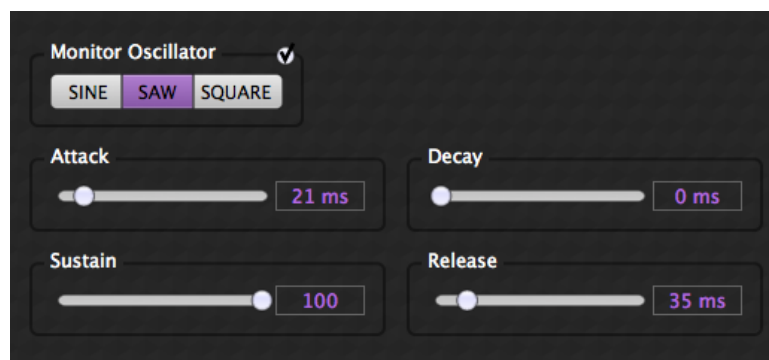 Monitor Oscillator
SINE SAW SQUARE
Attack
21 ms
Decay
0 ms
Sustain
100
Release
35 ms